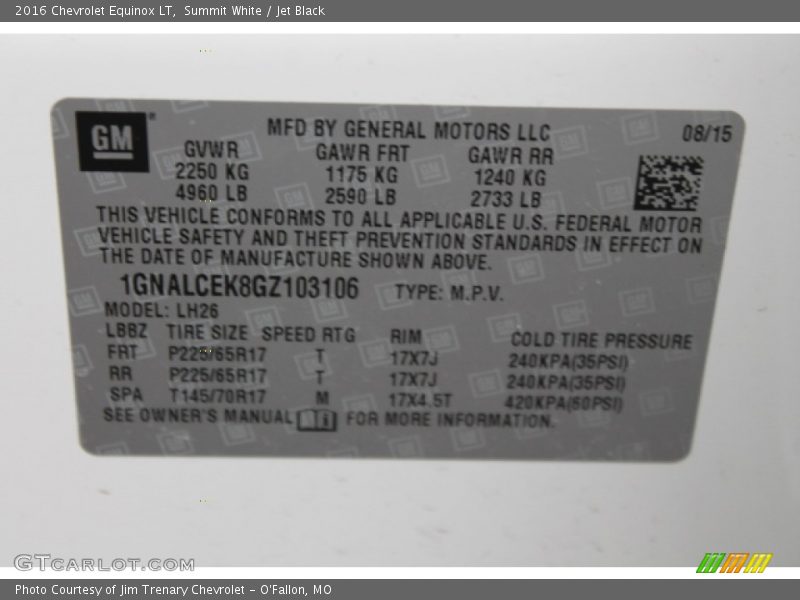 2016 Chevrolet Equinox LT, Summit White / Jet Black
GM
MFD BY GENERAL MOTORS LLC 08/15
GVWR GAWR FRT GAWR RR
2250 KG 1175 KG 1240 KG
4960 LB 2590 LB 2733 LB
THIS VEHICLE CONFORMS TO ALL APPLICABLE U.S. FEDERAL MOTOR
VEHICLE SAFETY AND THEFT PREVENTION STANDARDS IN EFFECT ON
THE DATE OF MANUFACTURE SHOWN ABOVE.
1GNALCEK8GZ103106 TYPE: M.P.V.
MODEL: LH26
LBBZ TIRE SIZE SPEED RTG RIM COLD TIRE PRESSURE
FRT P225/65R17 T 17X7J 240KPA(35PSI)
RR P225/65R17 T 17X7J 240KPA(35PSI)
SPA T145/70R17 M 17X4.5T 420KPA(60PSI)
SEE OWNER'S MANUAL FOR MORE INFORMATION.
GTcarlot.com
Photo Courtesy of Jim Trenary Chevrolet - O'Fallon, MO